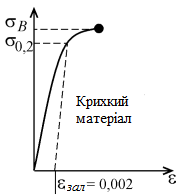 σB
σ0,2
Крихкий
матеріал
ε
εзал = 0,002